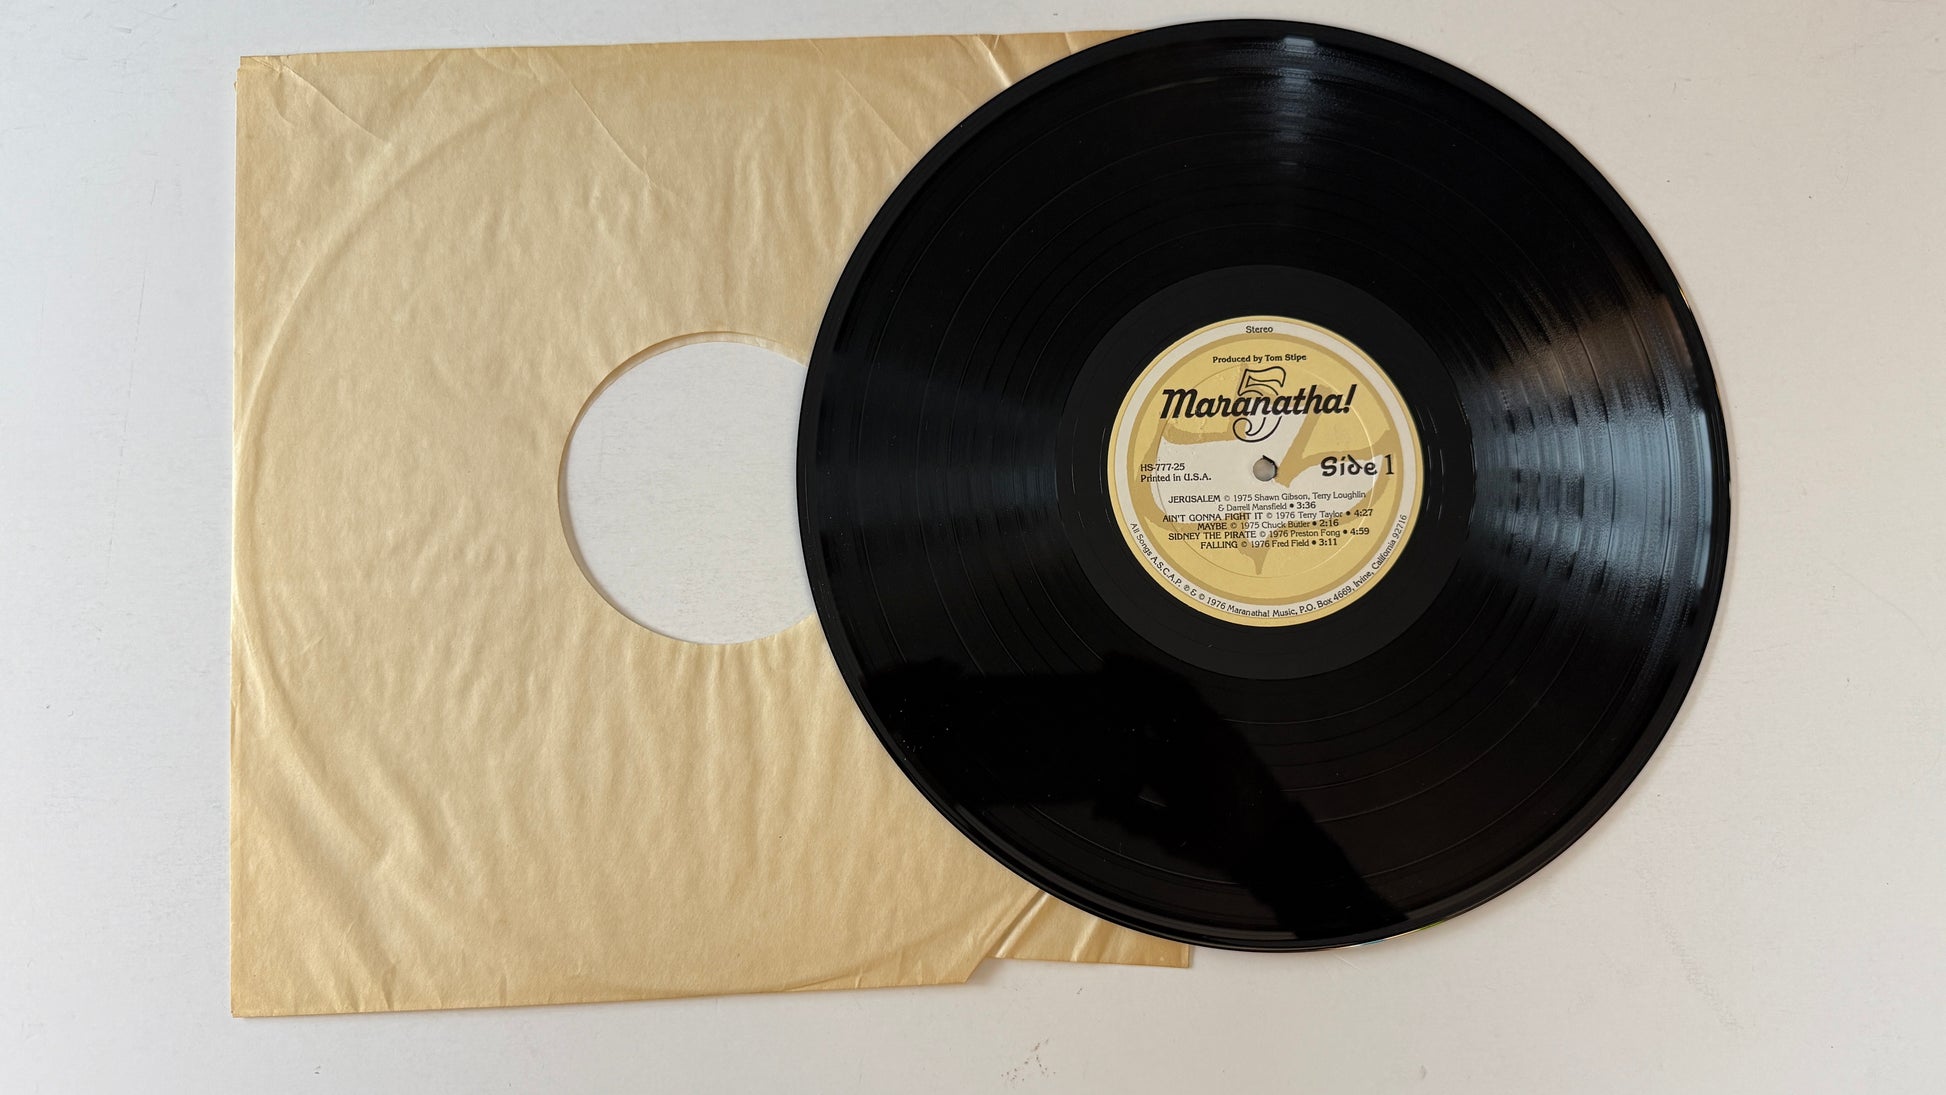 Stereo
Produced by Tom Stipe
5
Maranatha!
HS-777-25
Printed in U.S.A.
Side 1
JERUSALEM © 1975 Shawn Gibson, Terry Loughlin
& Darrell Mansfield • 3:36
AIN'T GONNA FIGHT IT © 1976 Terry Taylor • 4:27
MAYBE © 1975 Chuck Butler • 2:16
SIDNEY THE PIRATE © 1976 Preston Fong • 4:59
FALLING © 1976 Fred Field • 3:11
All Songs A.S.C.A.P. ℗ & © 1976 Maranatha! Music, P.O. Box 4669, Irvine, California 92716